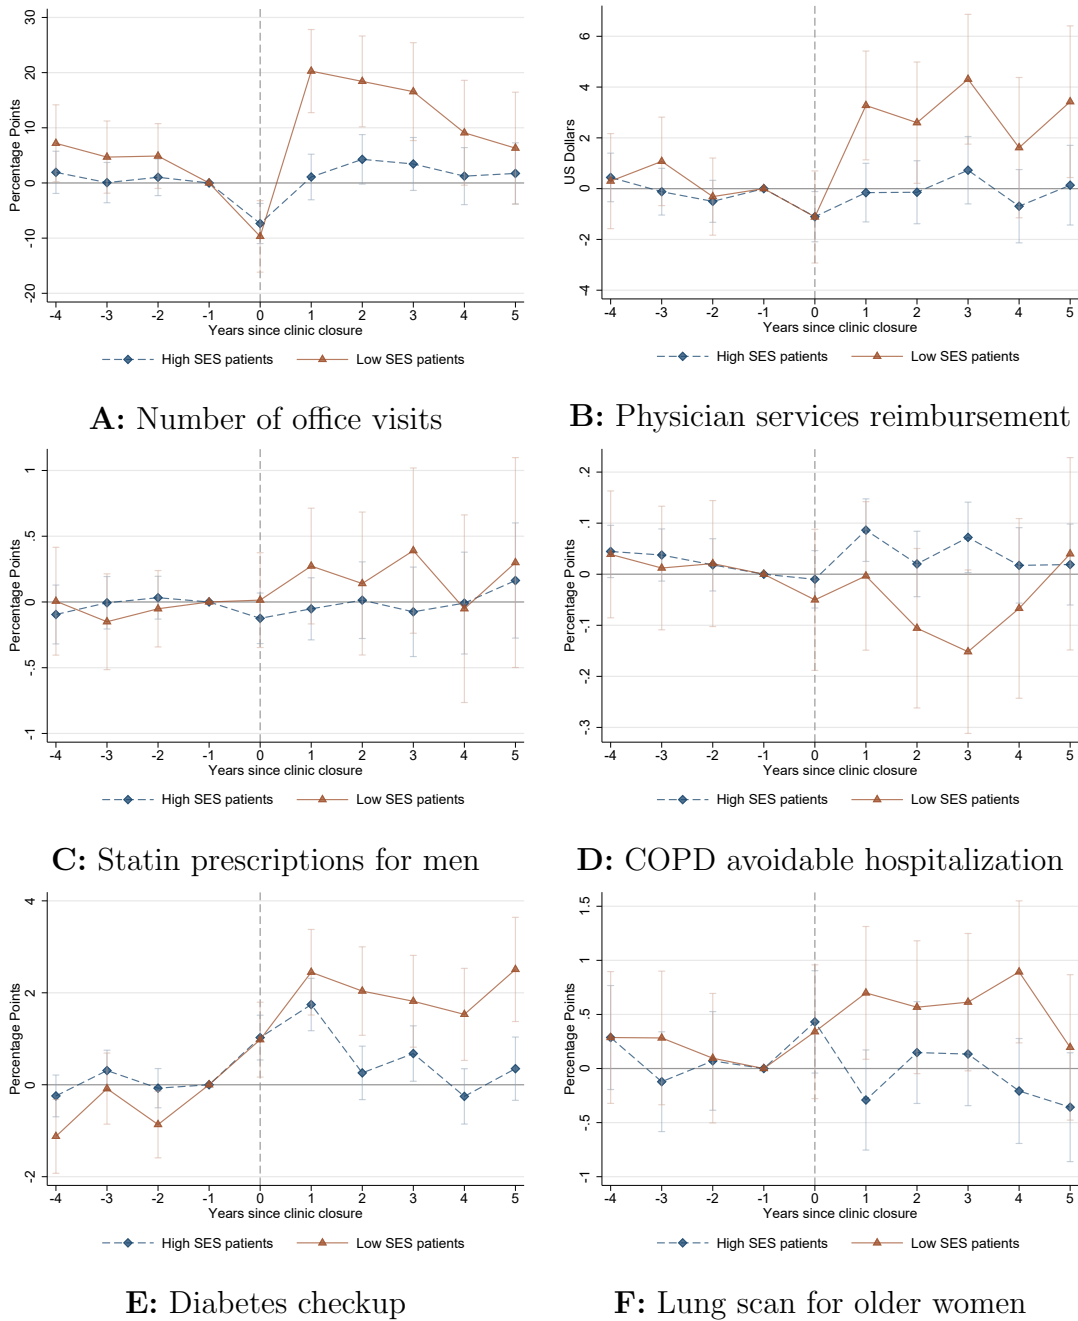 30
20
10
0
-10
-20
Percentage Points
-4 -3 -2 -1 0 1 2 3 4 5
Years since clinic closure
High SES patients Low SES patients
A: Number of office visits
6
4
2
0
-2
-4
US Dollars
-4 -3 -2 -1 0 1 2 3 4 5
Years since clinic closure
High SES patients Low SES patients
B: Physician services reimbursement
1
.5
0
-.5
-1
Percentage Points
-4 -3 -2 -1 0 1 2 3 4 5
Years since clinic closure
High SES patients Low SES patients
C: Statin prescriptions for men
.2
.1
0
-.1
-.2
-.3
Percentage Points
-4 -3 -2 -1 0 1 2 3 4 5
Years since clinic closure
High SES patients Low SES patients
D: COPD avoidable hospitalization
4
2
0
-2
Percentage Points
-4 -3 -2 -1 0 1 2 3 4 5
Years since clinic closure
High SES patients Low SES patients
E: Diabetes checkup
1.5
1
.5
0
-.5
-1
Percentage Points
-4 -3 -2 -1 0 1 2 3 4 5
Years since clinic closure
High SES patients Low SES patients
F: Lung scan for older women